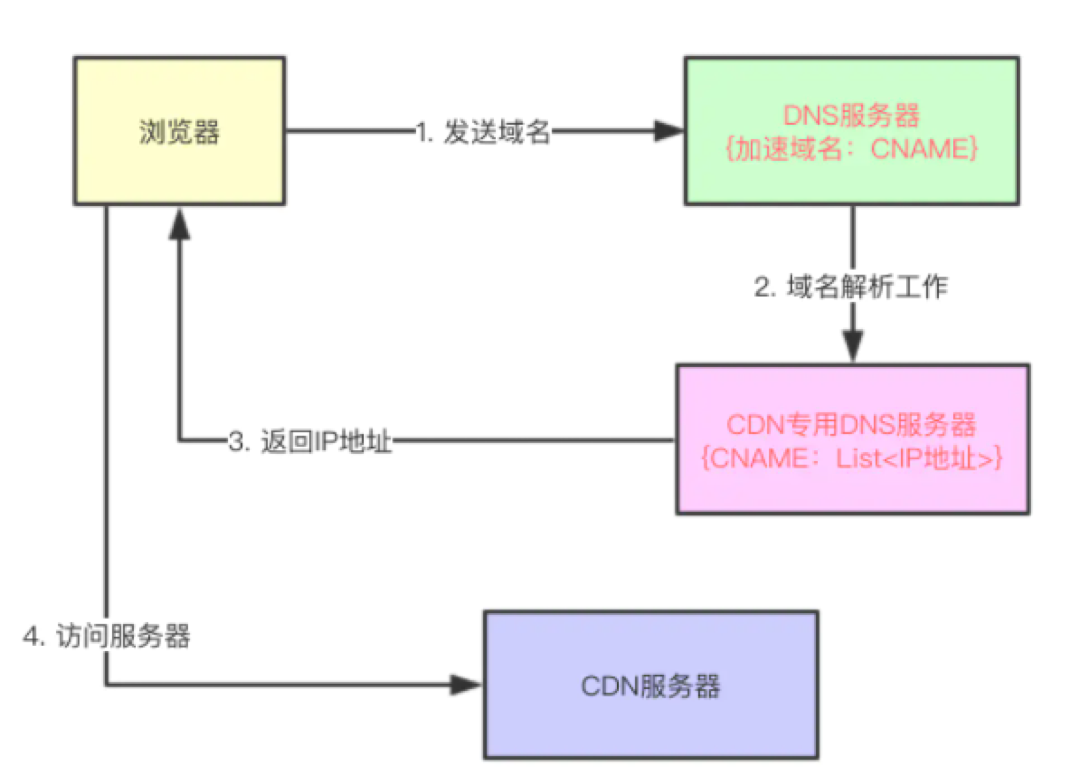 浏览器
1. 发送域名
DNS服务器
{加速域名：CNAME}
2. 域名解析工作
CDN专用DNS服务器
{CNAME：List<IP地址>}
3. 返回IP地址
4. 访问服务器
CDN服务器